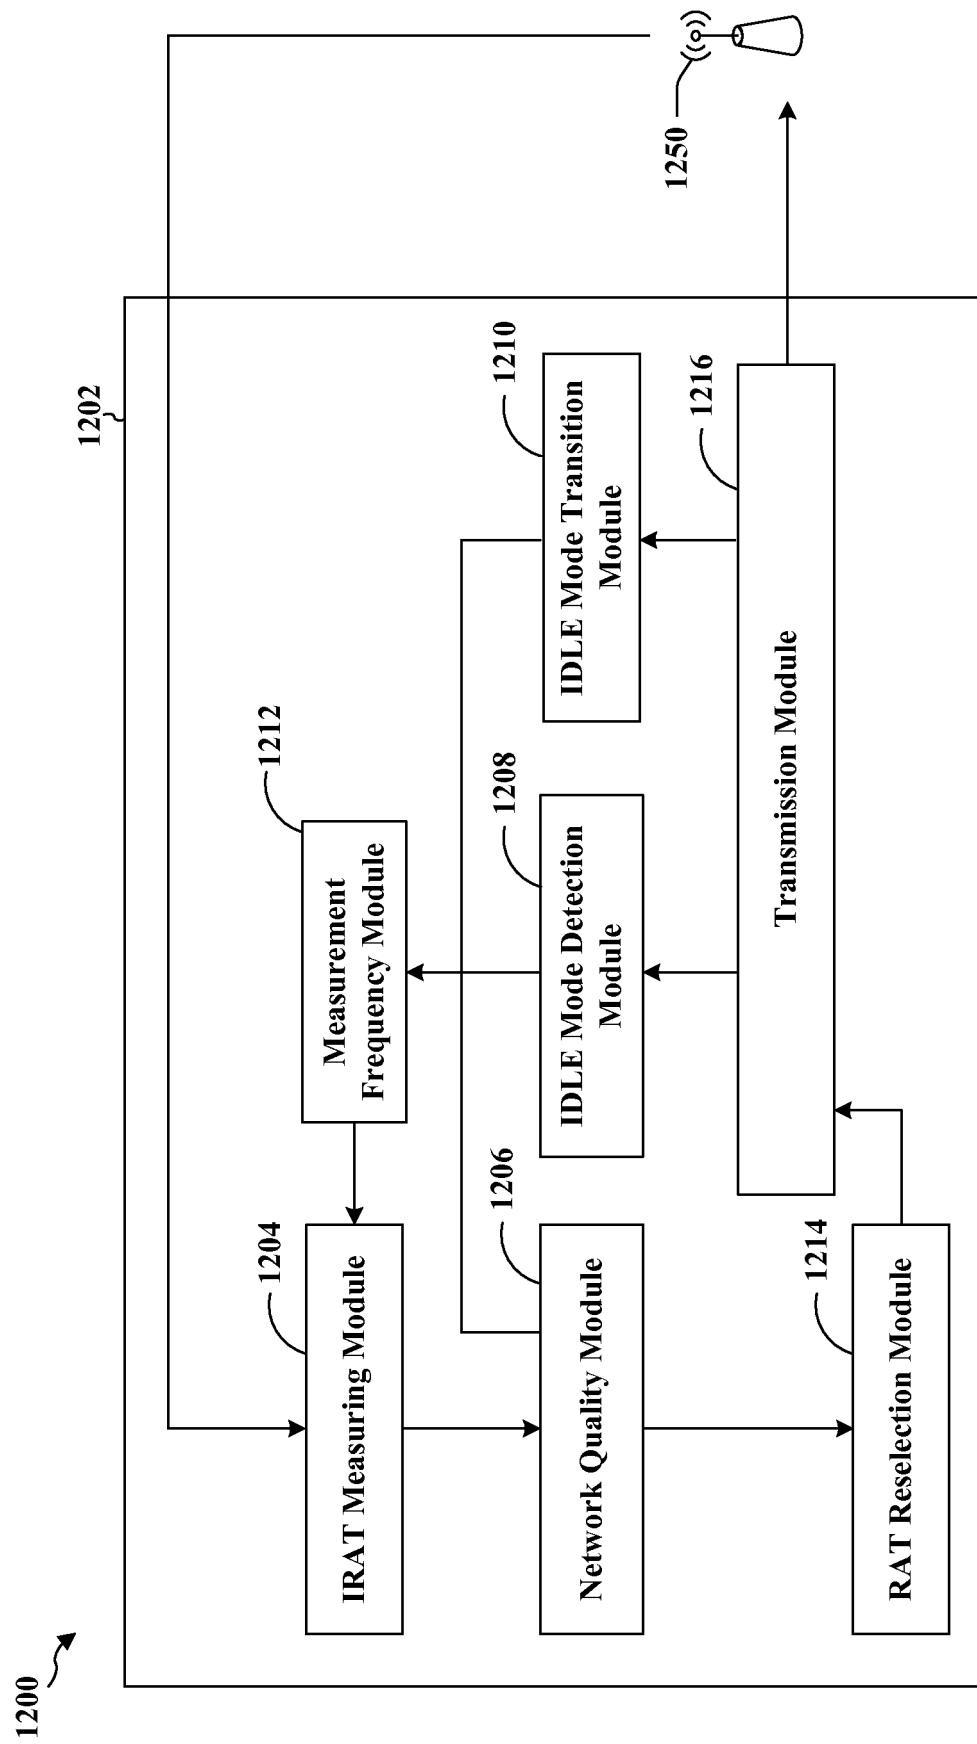 1200
1202
1204
IRAT Measuring Module
1212
Measurement
Frequency Module
1206
Network Quality Module
1208
IDLE Mode Detection
Module
1210
IDLE Mode Transition
Module
1214
RAT Reselection Module
1216
Transmission Module
1250